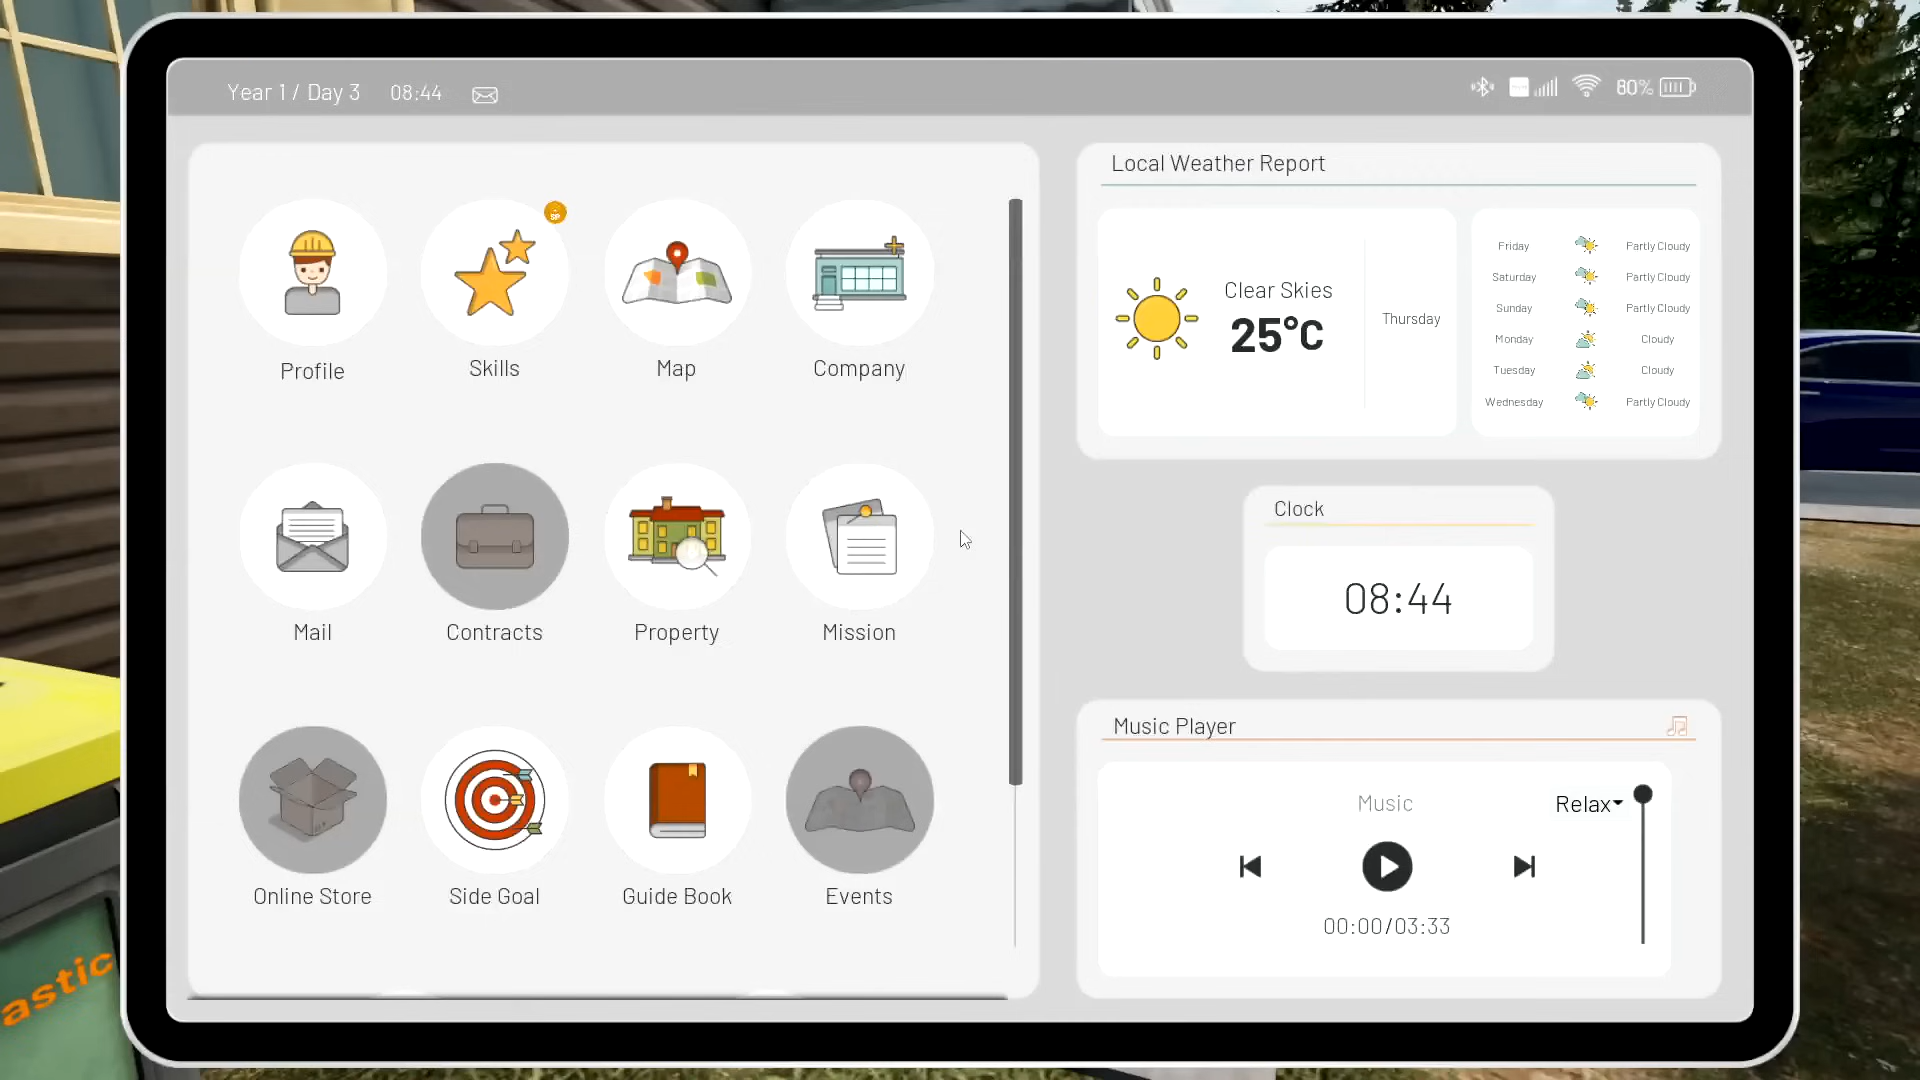 Year 1 / Day 3 08:44
80%
SP
Profile
Skills
Map
Company
Mail
Contracts
Property
Mission
Online Store
Side Goal
Guide Book
Events
Local Weather Report
Clear Skies
25°C
Thursday
Friday Partly Cloudy
Saturday Partly Cloudy
Sunday Partly Cloudy
Monday Cloudy
Tuesday Cloudy
Wednesday Partly Cloudy
Clock
08:44
Music Player
Music
Relax
00:00/03:33
astic